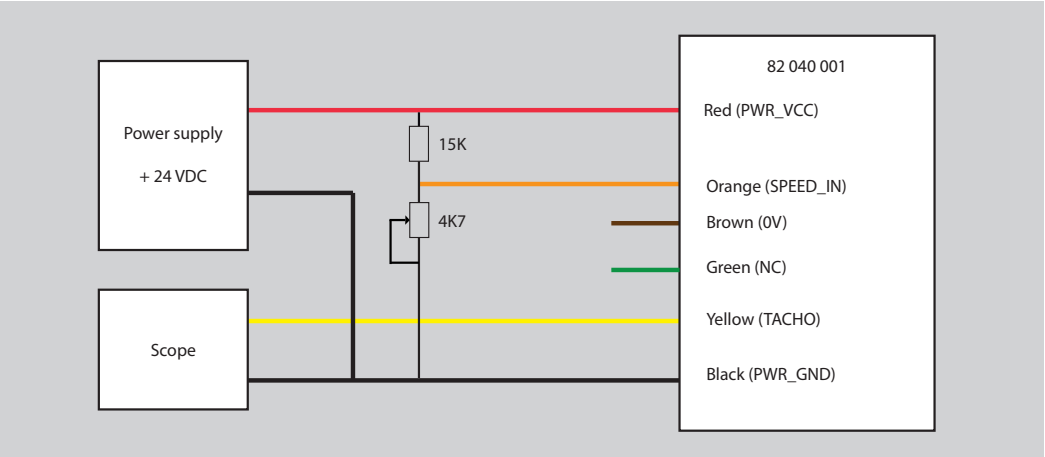 82 040 001
Power supply
+ 24 VDC
Red (PWR_VCC)
15K
Orange (SPEED_IN)
4K7
Brown (0V)
Green (NC)
Scope
Yellow (TACHO)
Black (PWR_GND)